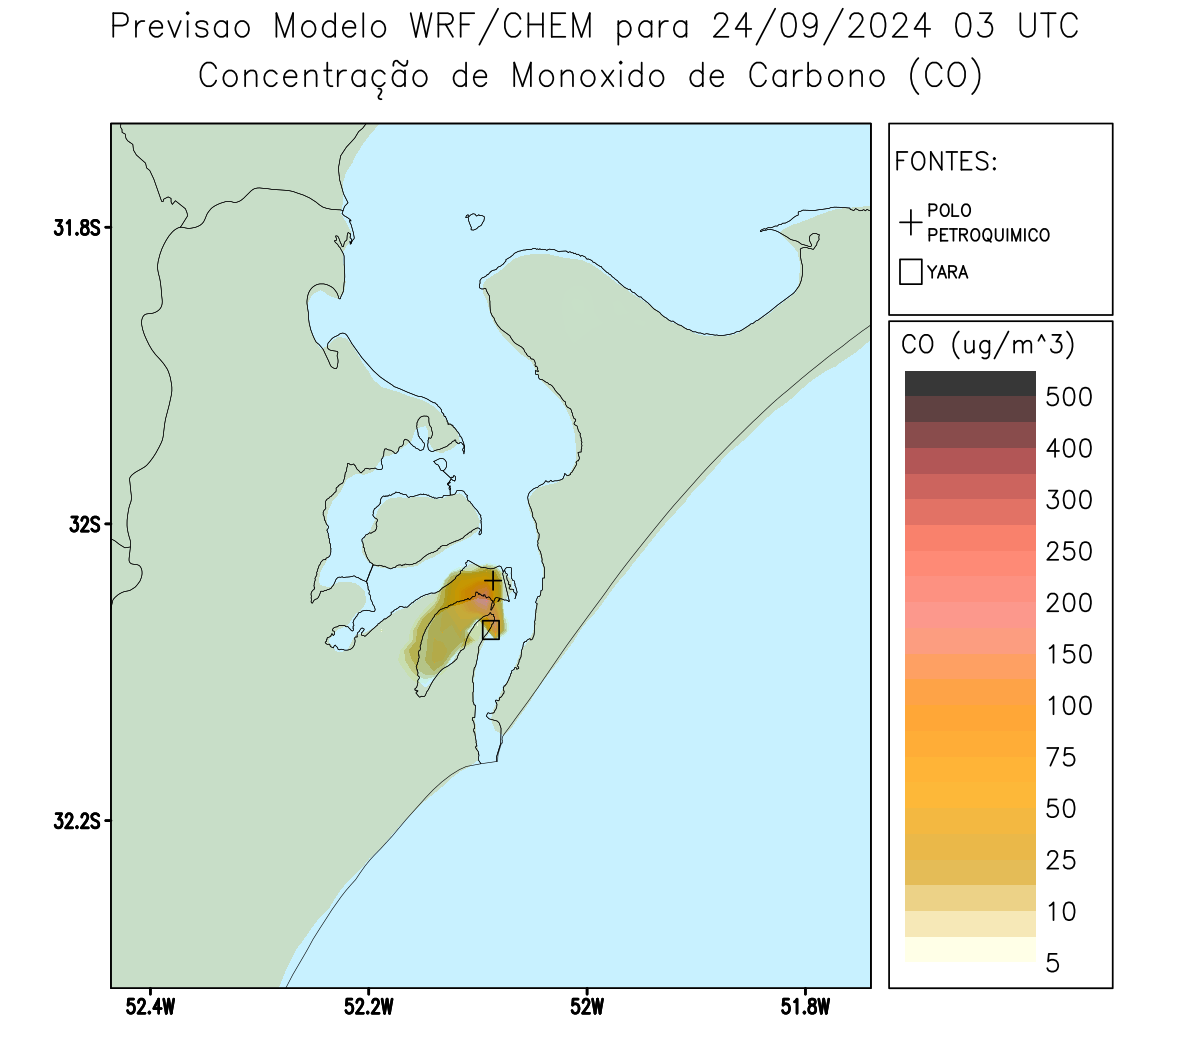 Previsao Modelo WRF/CHEM para 24/09/2024 03 UTC
Concentração de Monoxido de Carbono (CO)
FONTES:
POLO
PETROQUIMICO
YARA
31.8S
32S
32.2S
52.4W
52.2W
52W
51.8W
CO (ug/m^3)
500
400
300
250
200
150
100
75
50
25
10
5